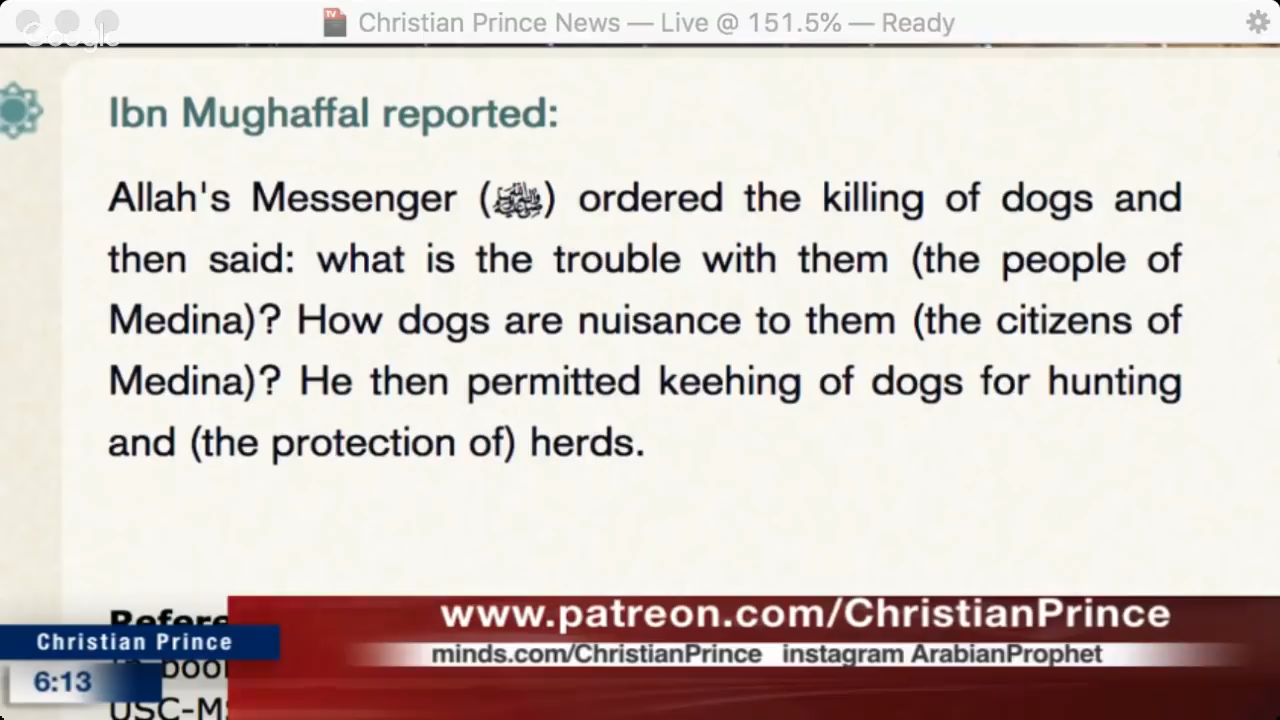 Christian Prince News — Live @ 151.5% — Ready
Google
Ibn Mughaffal reported:
Allah's Messenger (ﷺ) ordered the killing of dogs and
then said: what is the trouble with them (the people of
Medina)? How dogs are nuisance to them (the citizens of
Medina)? He then permitted keehing of dogs for hunting
and (the protection of) herds.
www.patreon.com/ChristianPrince
Christian Prince
minds.com/ChristianPrince instagram ArabianProphet
6:13